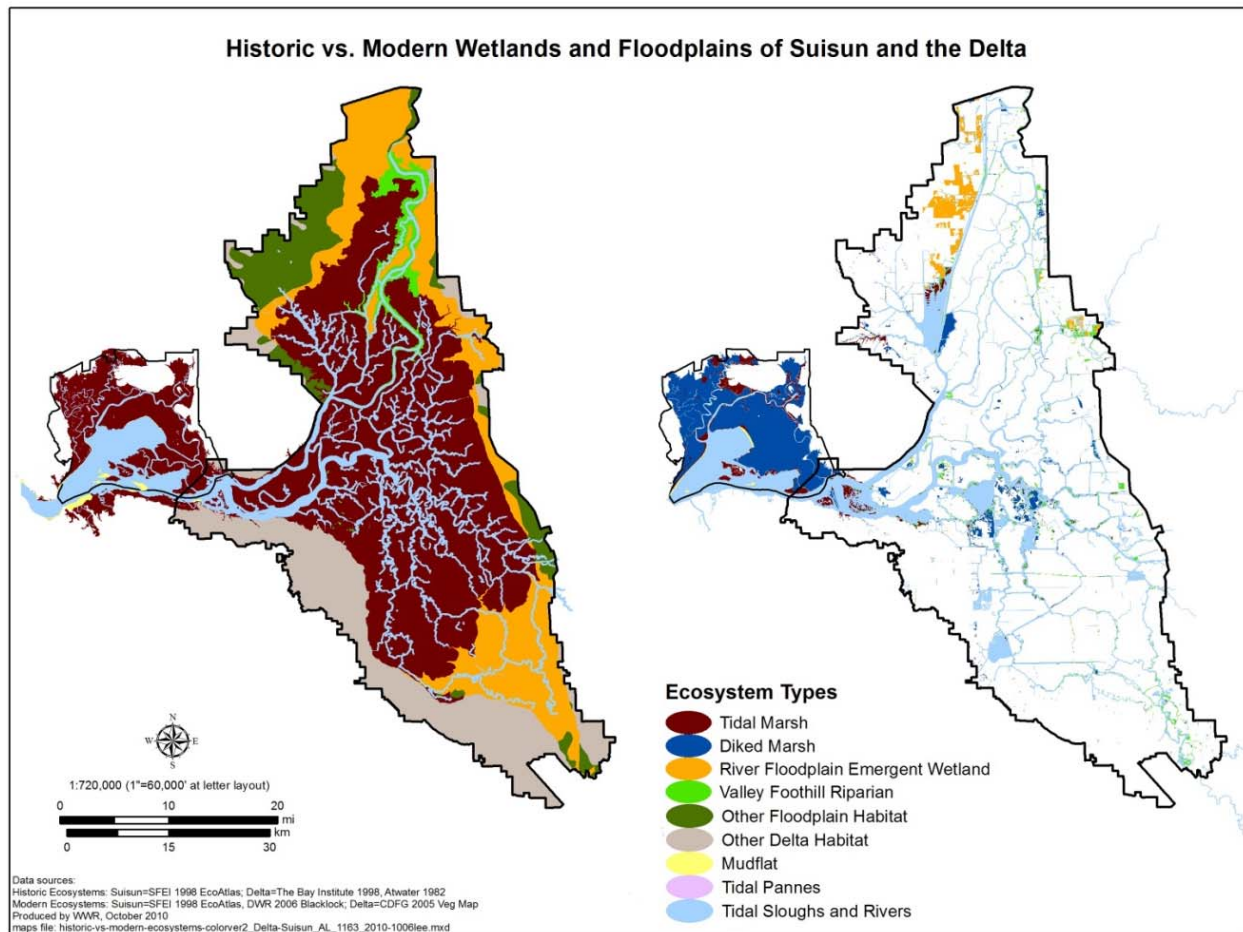 Historic vs. Modern Wetlands and Floodplains of Suisun and the Delta
N
W E
S
1:720,000 (1"=60,000' at letter layout)
0 10 20
mi
km
0 15 30
Data sources:
Historic Ecosystems: Suisun=SFEI 1998 EcoAtlas; Delta=The Bay Institute 1998, Atwater 1982
Modern Ecosystems: Suisun=SFEI 1998 EcoAtlas, DWR 2006 Blacklock; Delta=CDFG 2005 Veg Map
Produced by WWR, October 2010
maps file: historic-vs-modern-ecosystems-colorver2_Delta-Suisun_AL_1163_2010-1006lee.mxd
Ecosystem Types
Tidal Marsh
Diked Marsh
River Floodplain Emergent Wetland
Valley Foothill Riparian
Other Floodplain Habitat
Other Delta Habitat
Mudflat
Tidal Pannes
Tidal Sloughs and Rivers